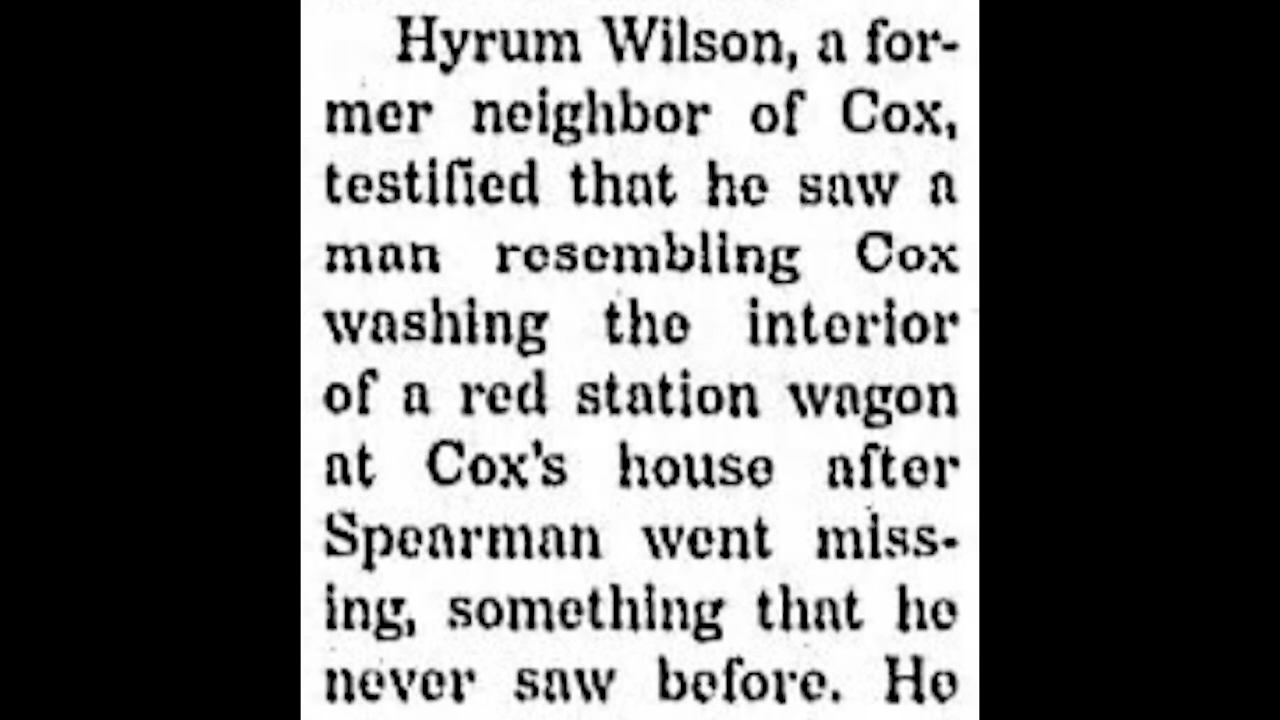 Hyrum Wilson, a for-
mer neighbor of Cox,
testified that he saw a
man resembling Cox
washing the interior
of a red station wagon
at Cox's house after
Spearman went miss-
ing, something that he
never saw before. He